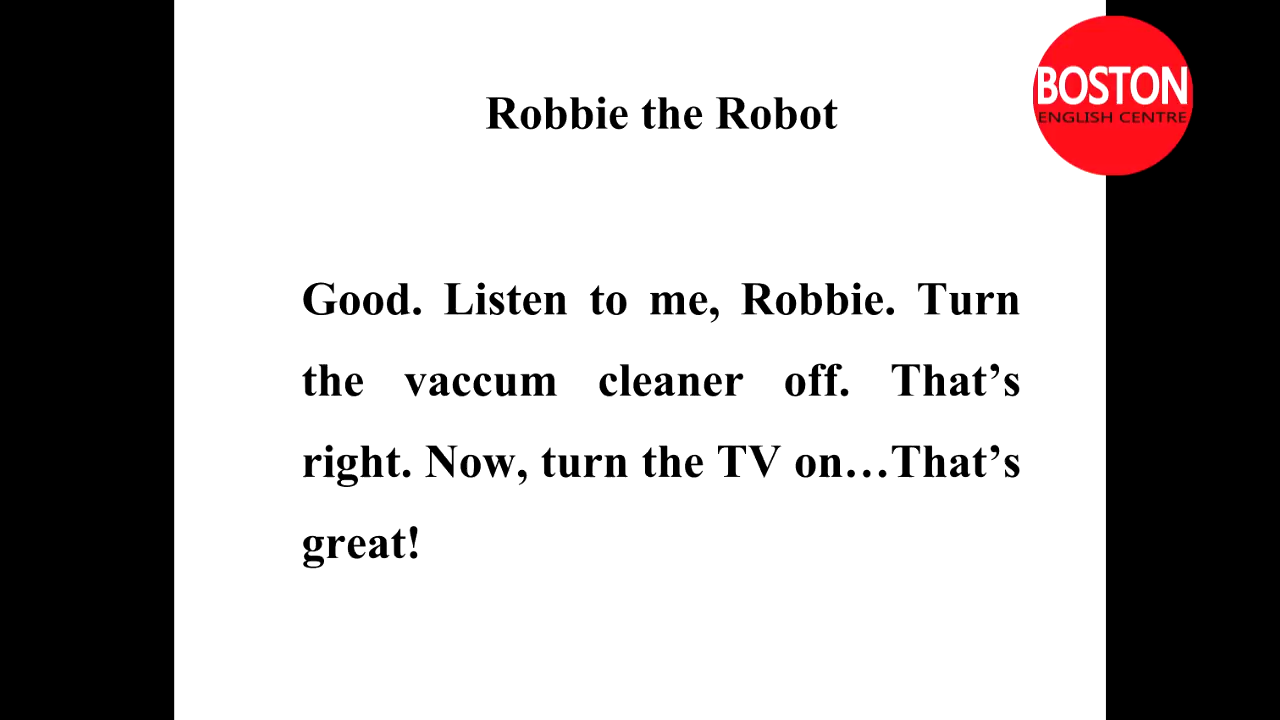 BOSTON
ENGLISH CENTRE
Robbie the Robot
Good. Listen to me, Robbie. Turn
the vaccum cleaner off. That’s
right. Now, turn the TV on…That’s
great!